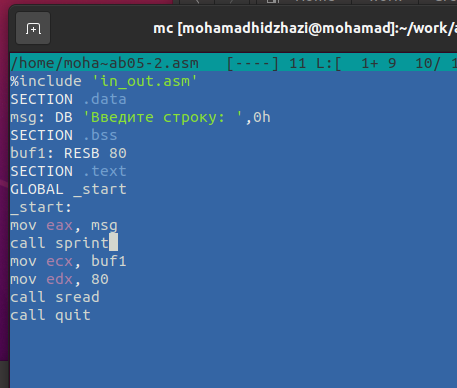 mc [mohamadhidzhazi@mohamad]:~/work/
/home/moha~ab05-2.asm [----] 11 L:[ 1+ 9 10/ 1
%include 'in_out.asm'
SECTION .data
msg: DB 'Введите строку: ',0h
SECTION .bss
buf1: RESB 80
SECTION .text
GLOBAL _start
_start:
mov eax, msg
call sprint
mov ecx, buf1
mov edx, 80
call sread
call quit